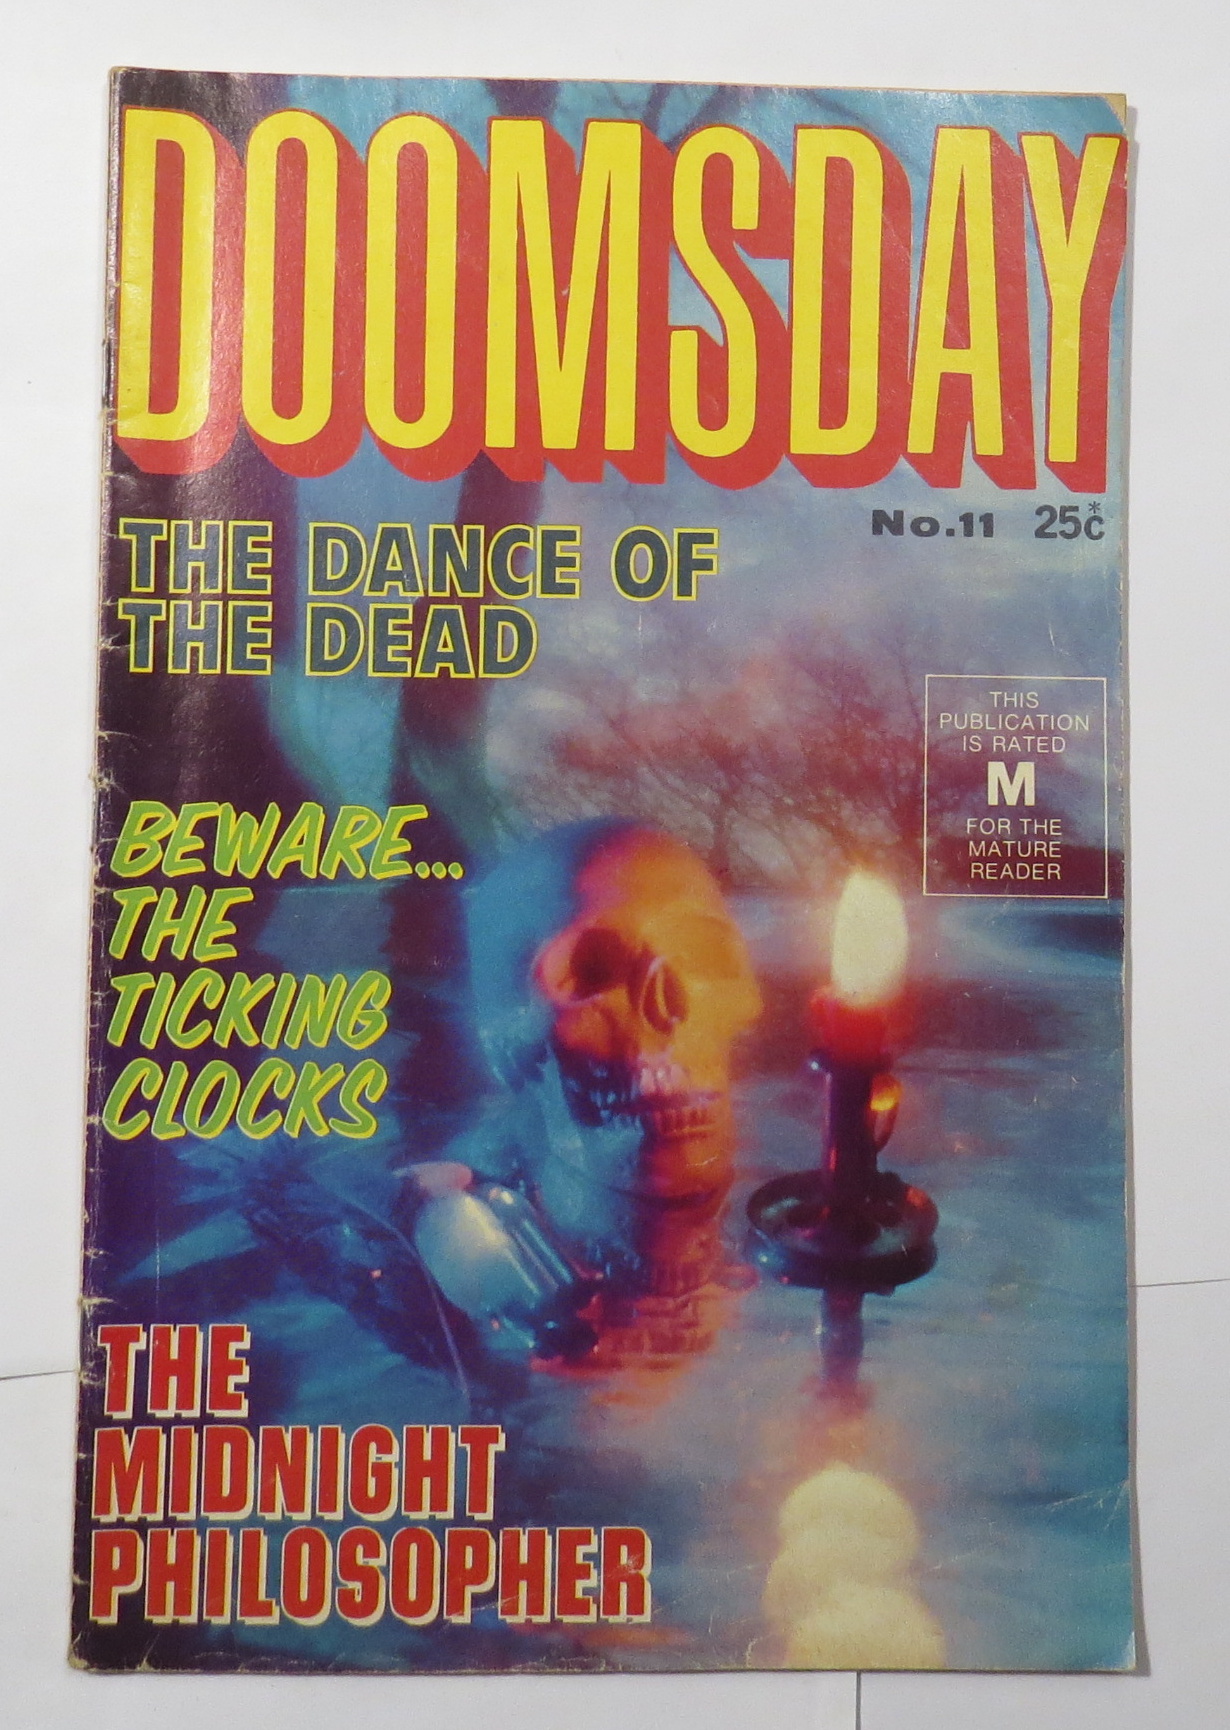 DOOMSDAY
No.11 25c*
THE DANCE OF
THE DEAD
THIS
PUBLICATION
IS RATED
M
FOR THE
MATURE
READER
BEWARE...
THE
TICKING
CLOCKS
THE
MIDNIGHT
PHILOSOPHER